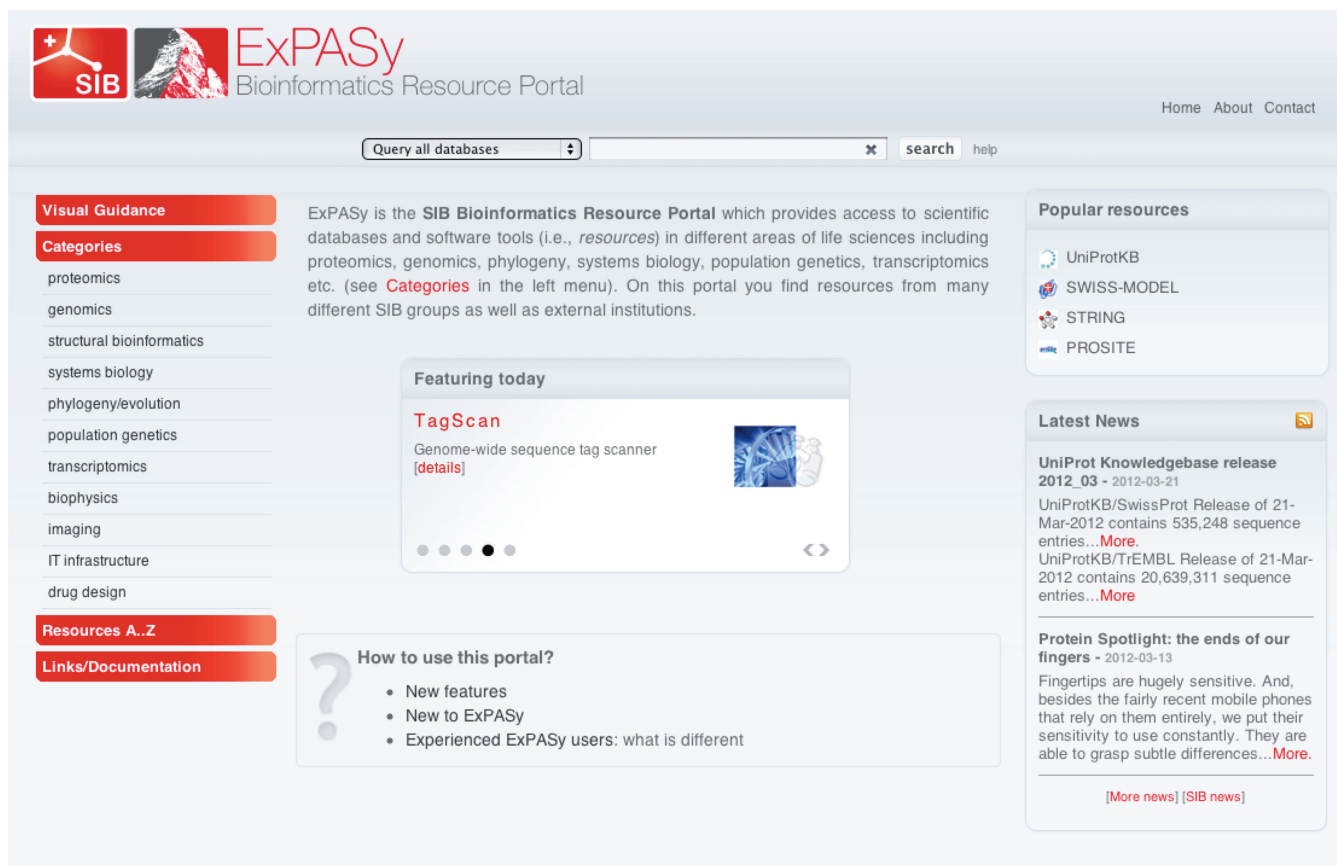 SIB
ExPASy
Bioinformatics Resource Portal
Home About Contact
Query all databases
search help
Visual Guidance
Categories
proteomics
genomics
structural bioinformatics
systems biology
phylogeny/evolution
population genetics
transcriptomics
biophysics
imaging
IT infrastructure
drug design
Resources A..Z
Links/Documentation
ExPASy is the SIB Bioinformatics Resource Portal which provides access to scientific
databases and software tools (i.e., resources) in different areas of life sciences including
proteomics, genomics, phylogeny, systems biology, population genetics, transcriptomics
etc. (see Categories in the left menu). On this portal you find resources from many
different SIB groups as well as external institutions.
Featuring today
TagScan
Genome-wide sequence tag scanner
[details]
How to use this portal?
• New features
• New to ExPASy
• Experienced ExPASy users: what is different
Popular resources
UniProtKB
SWISS-MODEL
STRING
PROSITE
Latest News
UniProt Knowledgebase release
2012_03 - 2012-03-21
UniProtKB/SwissProt Release of 21-
Mar-2012 contains 535,248 sequence
entries...More.
UniProtKB/TrEMBL Release of 21-Mar-
2012 contains 20,639,311 sequence
entries...More
Protein Spotlight: the ends of our
fingers - 2012-03-13
Fingertips are hugely sensitive. And,
besides the fairly recent mobile phones
that rely on them entirely, we put their
sensitivity to use constantly. They are
able to grasp subtle differences...More.
[More news] [SIB news]